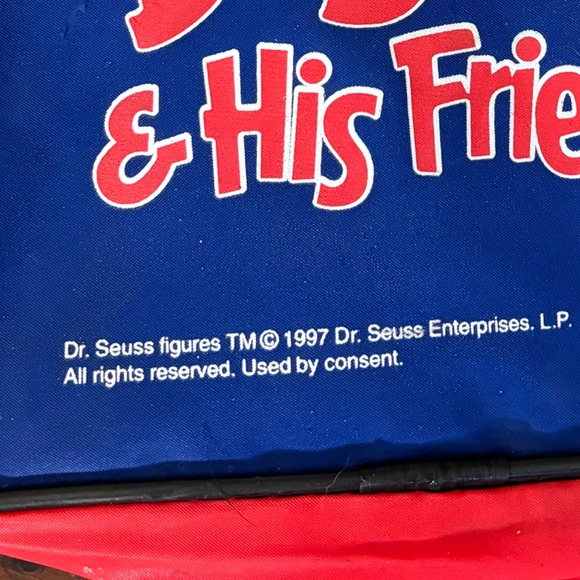 & His Frie
Dr. Seuss figures TM © 1997 Dr. Seuss Enterprises. L.P.
All rights reserved. Used by consent.